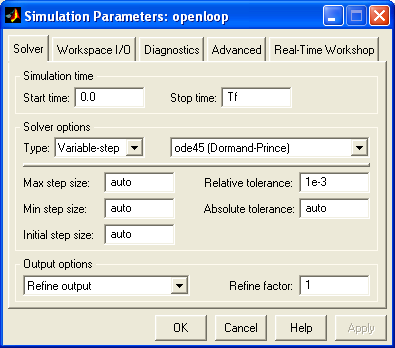 Simulation Parameters: openloop
Solver Workspace I/O Diagnostics Advanced Real-Time Workshop
Simulation time
Start time: 0.0 Stop time: Tf
Solver options
Type: Variable-step ode45 (Dormand-Prince)
Max step size: auto Relative tolerance: 1e-3
Min step size: auto Absolute tolerance: auto
Initial step size: auto
Output options
Refine output Refine factor: 1
OK Cancel Help Apply